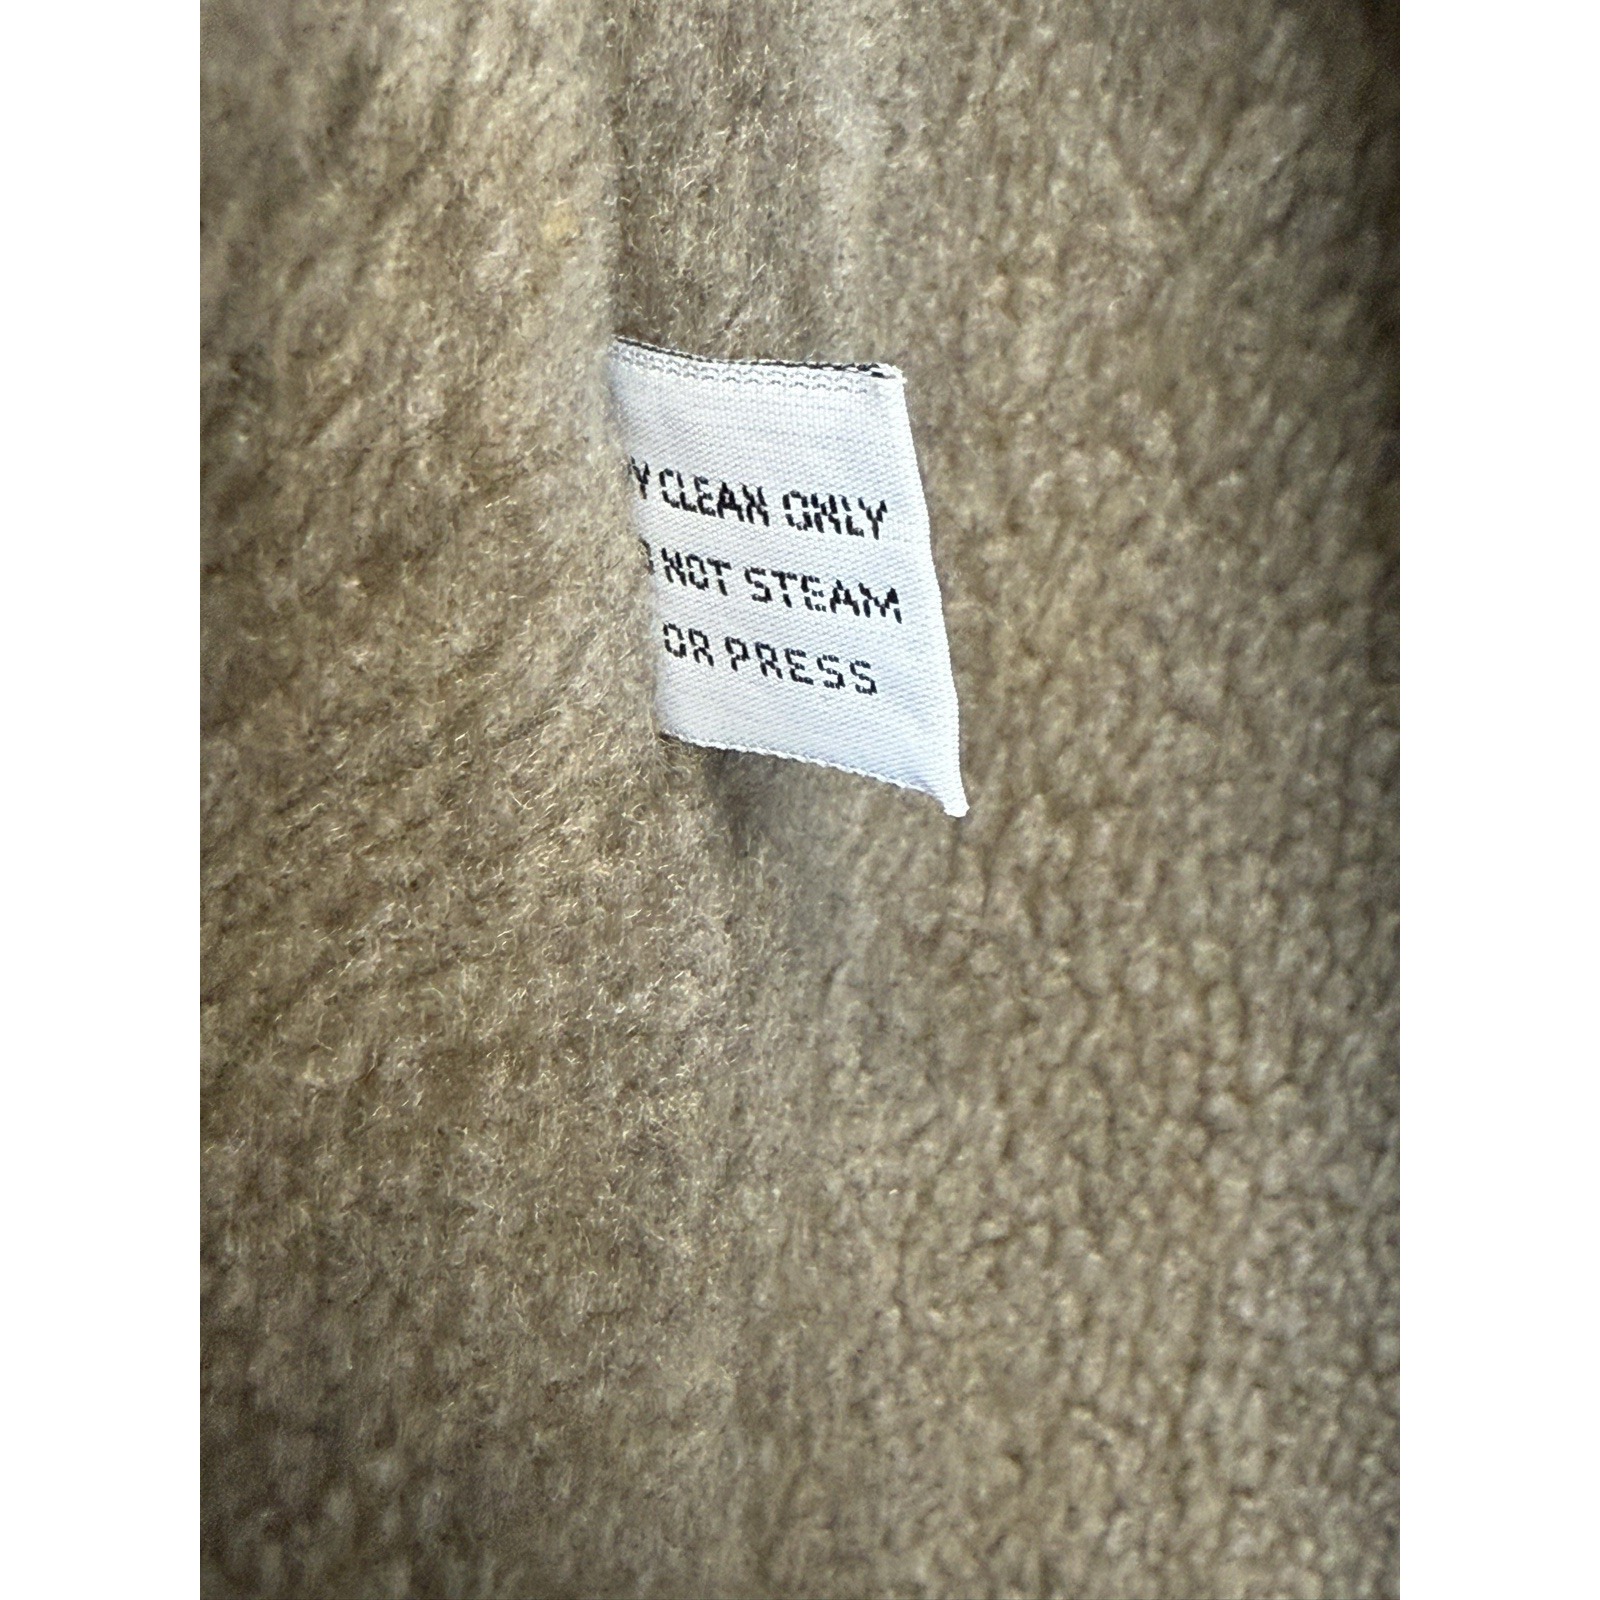 Y CLEAN ONLY
NOT STEAM
OR PRESS